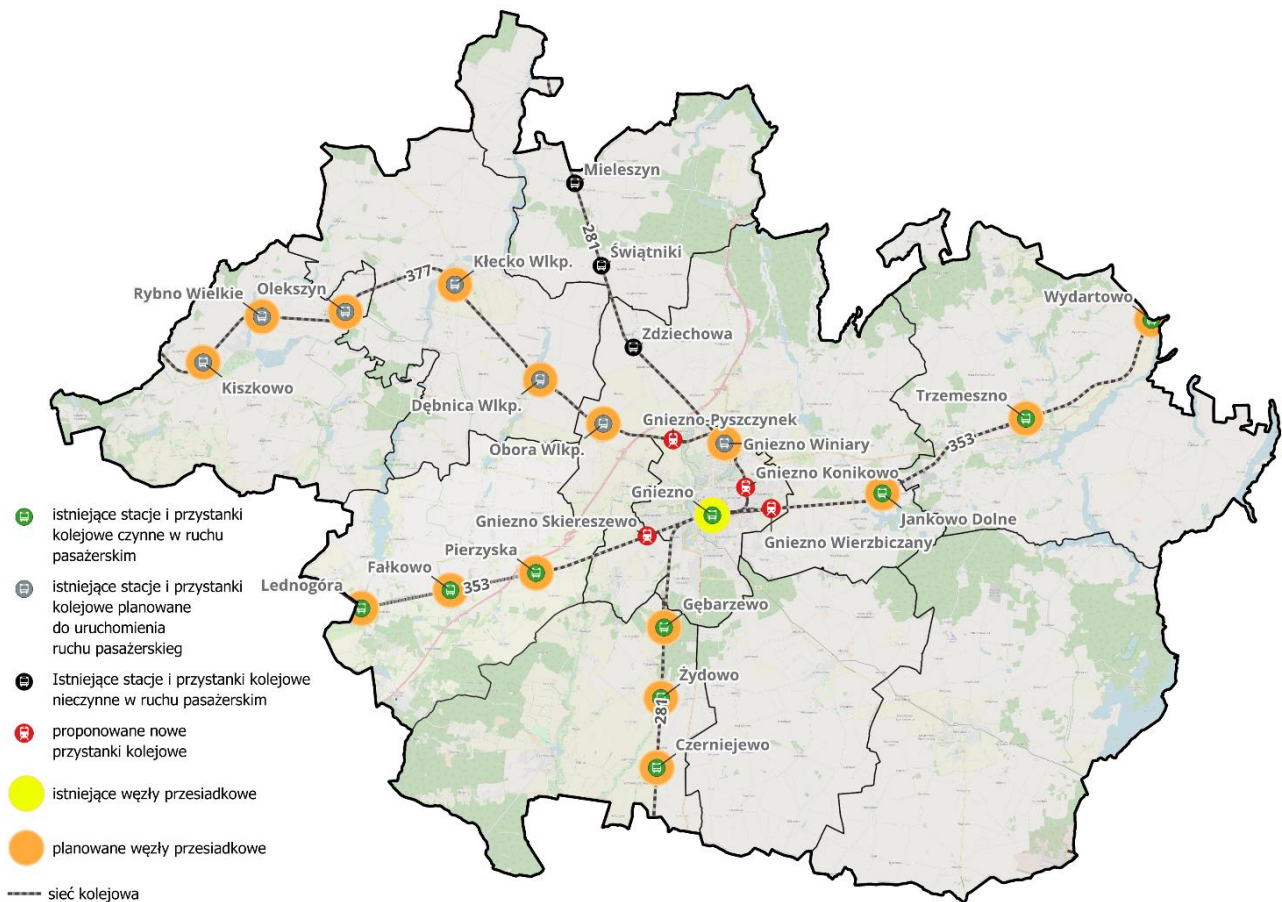 Mieleszyn
281
Świątniki
Kłecko Wlkp.
377
Olekszyn
Rybno Wielkie
Wydartowo
Zdziechowa
Kiszkowo
Trzemeszno
Dębnica Wlkp.
Gniezno-Pyszczynek
353
Gniezno Winiary
Obora Wlkp.
Gniezno Konikowo
Gniezno
Gniezno Skiereszewo
Jankowo Dolne
Gniezno Wierzbiczany
Pierzyska
Fałkowo
353
Lednogóra
Gębarzewo
Żydowo
281
Czerniejewo
istniejące stacje i przystanki
kolejowe czynne w ruchu
pasażerskim
istniejące stacje i przystanki
kolejowe planowane
do uruchomienia
ruchu pasażerskieg
Istniejące stacje i przystanki kolejowe
nieczynne w ruchu pasażerskim
proponowane nowe
przystanki kolejowe
istniejące węzły przesiadkowe
planowane węzły przesiadkowe
sieć kolejowa